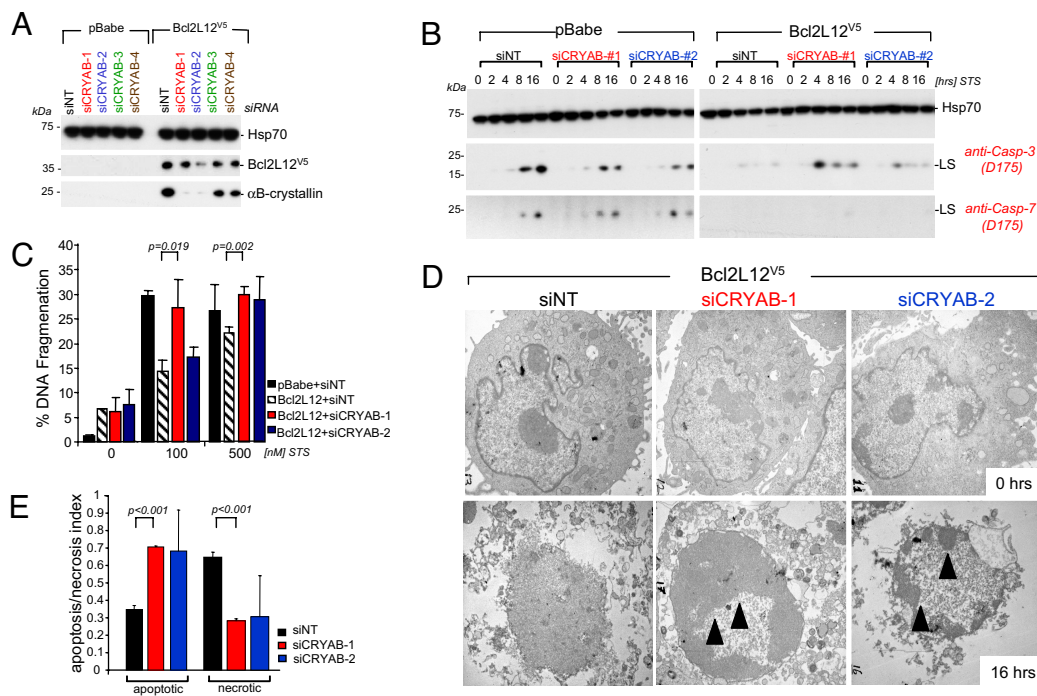 A
pBabe Bcl2L12V5
siNT siCRYAB-1 siCRYAB-2 siCRYAB-3 siCRYAB-4 siNT siCRYAB-1 siCRYAB-2 siCRYAB-3 siCRYAB-4 siRNA
kDa
75 - -Hsp70
35 - -Bcl2L12V5
25 - -αB-crystallin
B
pBabe Bcl2L12V5
siNT siCRYAB-#1 siCRYAB-#2 siNT siCRYAB-#1 siCRYAB-#2
0 2 4 8 16 0 2 4 8 16 0 2 4 8 16 [hrs] STS 0 2 4 8 16 0 2 4 8 16 0 2 4 8 16
kDa
75- -Hsp70
25-
15- -LS anti-Casp-3 (D175)
25- -LS anti-Casp-7 (D175)
C
% DNA Fragmentation
40
35
30
25
20
15
10
5
0
p=0.019 p=0.002
pBabe+siNT
Bcl2L12+siNT
Bcl2L12+siCRYAB-1
Bcl2L12+siCRYAB-2
0 100 500 [nM] STS
D
Bcl2L12V5
siNT siCRYAB-1 siCRYAB-2
0 hrs
16 hrs
E
apoptosis/necrosis index
1
0.9
0.8
0.7
0.6
0.5
0.4
0.3
0.2
0.1
0
p<0.001 p<0.001
siNT
siCRYAB-1
siCRYAB-2
apoptotic necrotic